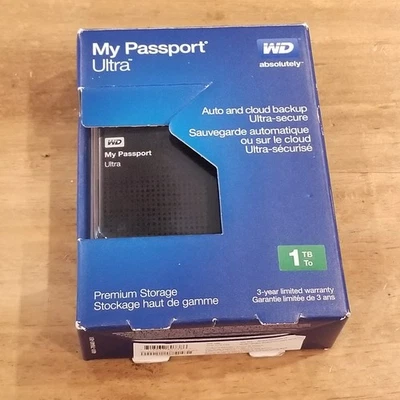 My Passport®
Ultra™
WD
absolutely™
Auto and cloud backup
Ultra-secure
Sauvegarde automatique
ou sur le cloud
Ultra-sécurisé
WD
My Passport
Ultra
1 TB
To
Premium Storage
Stockage haut de gamme
3-year limited warranty
Garantie limitée de 3 ans